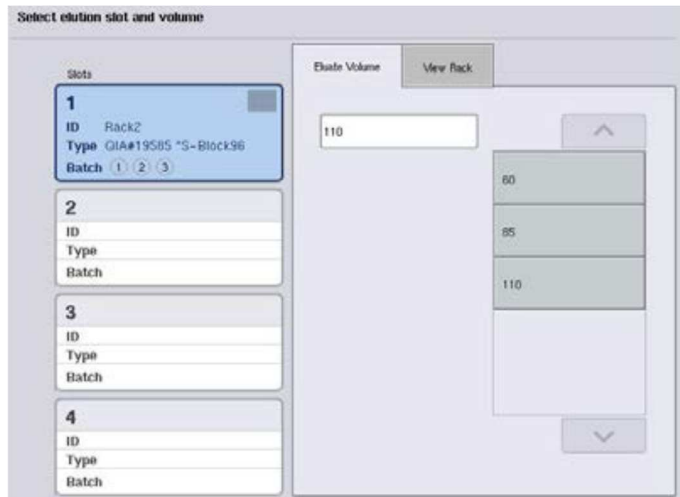 Select elution slot and volume
Slots
1
ID Rack2
Type QIA#19585 *S-Block96
Batch 1 2 3
2
ID
Type
Batch
3
ID
Type
Batch
4
ID
Type
Batch
Eluate Volume
View Rack
110
60
85
110